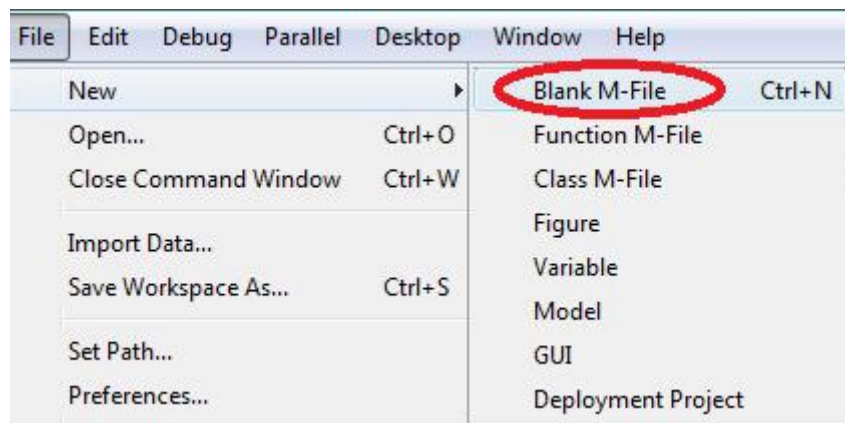 File Edit Debug Parallel Desktop Window Help
New
Open... Ctrl+O
Close Command Window Ctrl+W
Import Data...
Save Workspace As... Ctrl+S
Set Path...
Preferences...
Blank M-File Ctrl+N
Function M-File
Class M-File
Figure
Variable
Model
GUI
Deployment Project